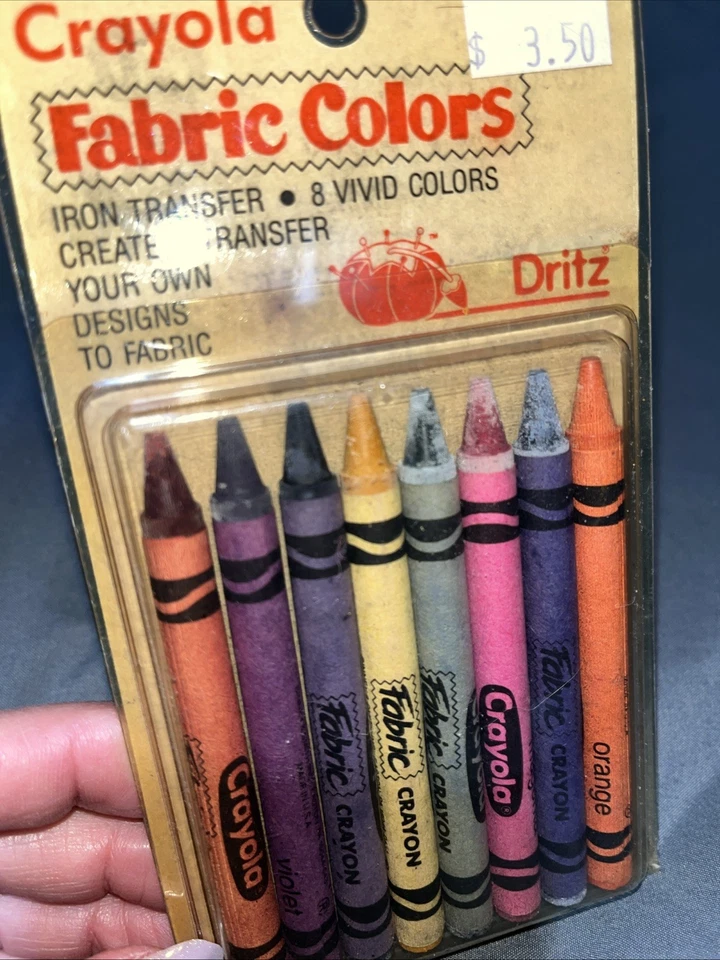 Crayola
$ 3.50
Fabric Colors
IRON TRANSFER • 8 VIVID COLORS
CREATE TRANSFER
YOUR OWN
DESIGNS
TO FABRIC
Dritz®
Crayola
violet
Fabric CRAYON
Fabric CRAYON
Fabric CRAYON
Crayola®
Fabric CRAYON
orange